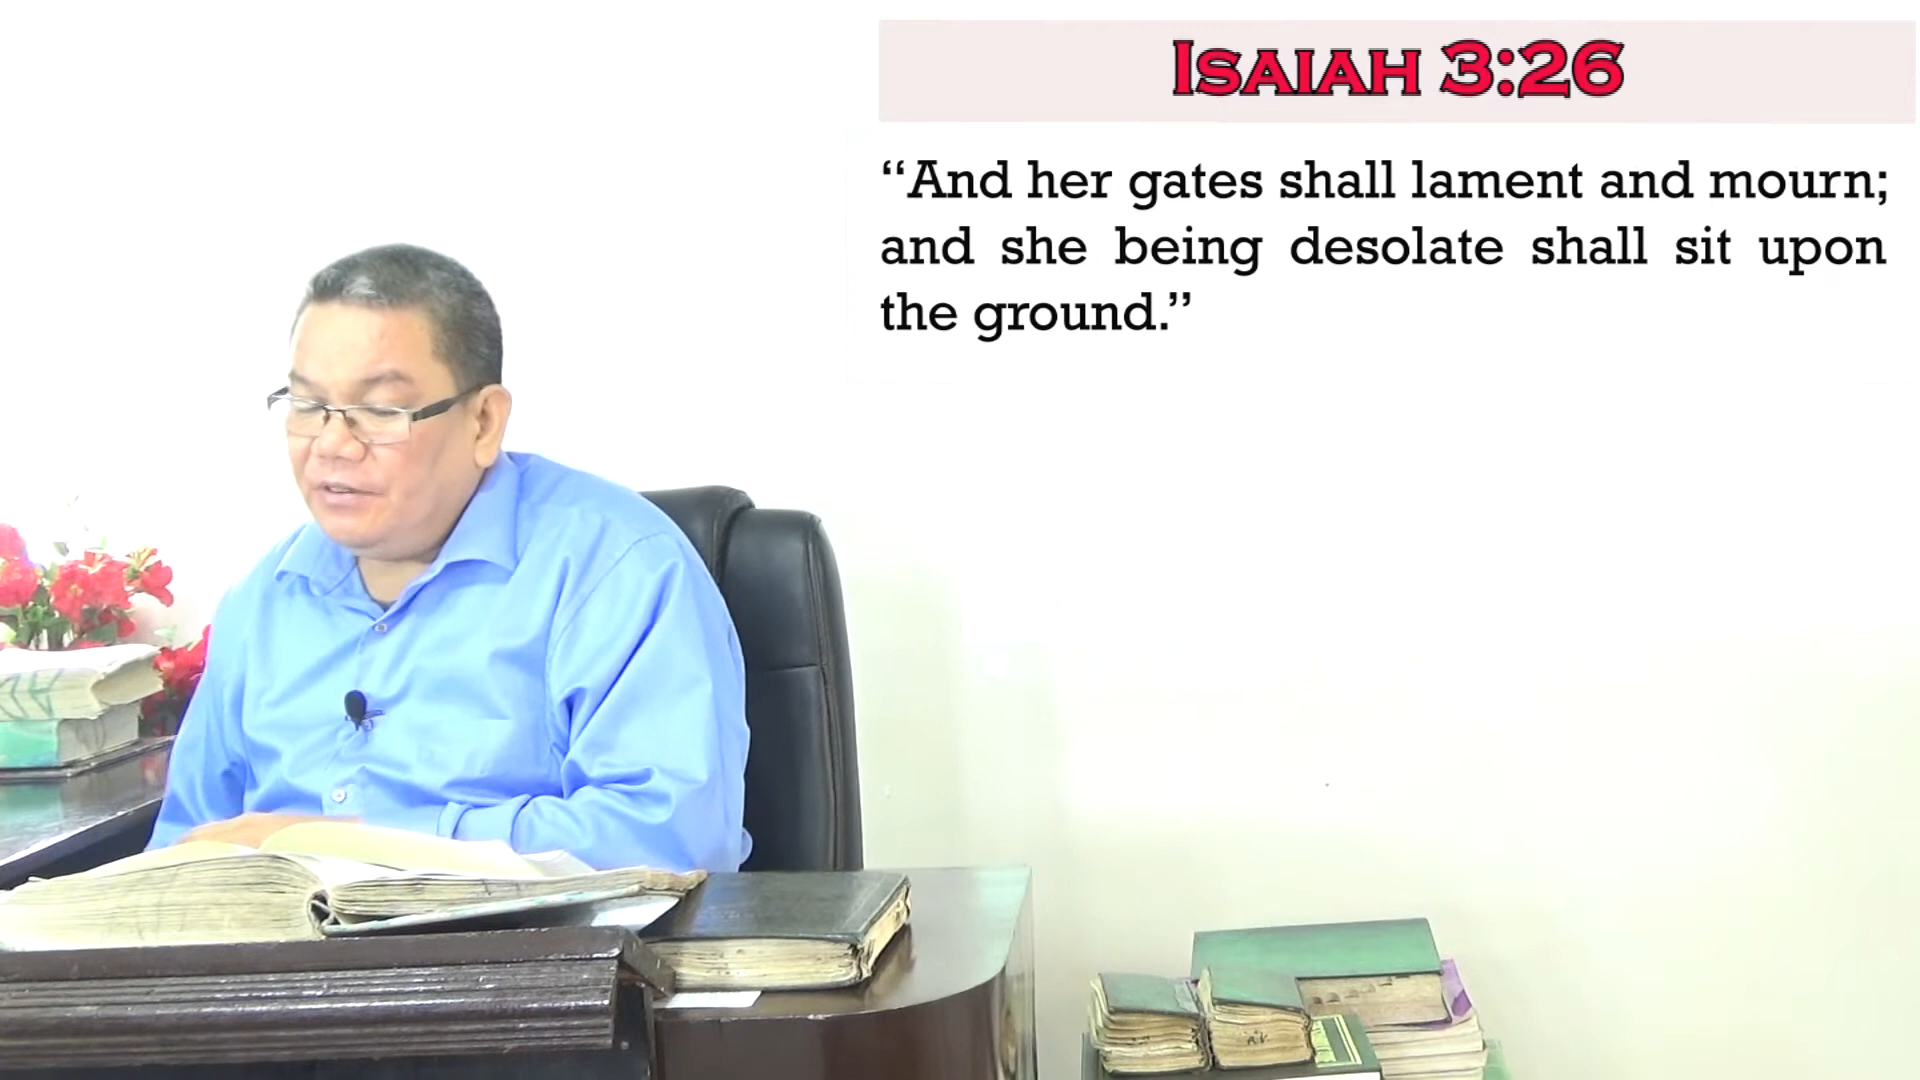 ISAIAH 3:26
“And her gates shall lament and mourn;
and she being desolate shall sit upon
the ground.”